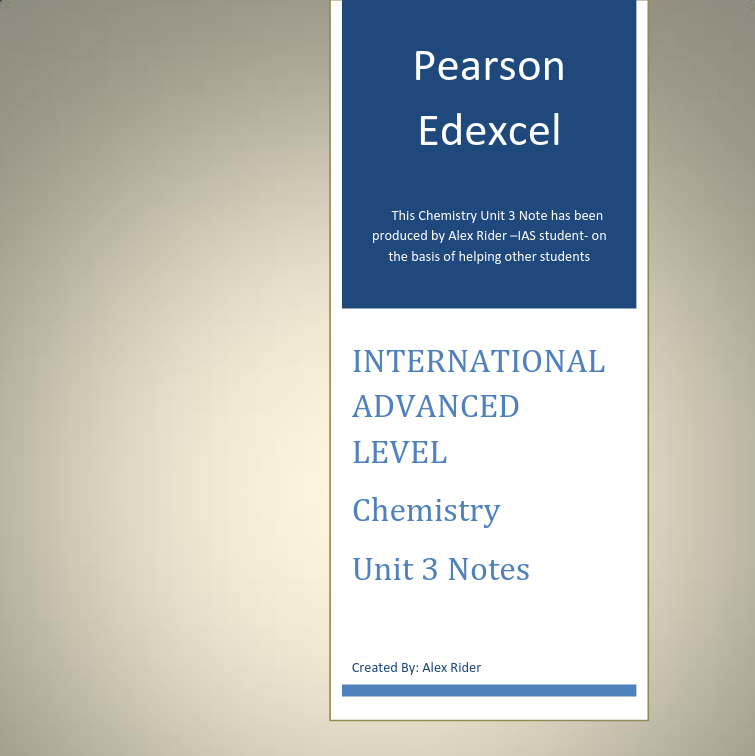 Pearson
Edexcel
This Chemistry Unit 3 Note has been
produced by Alex Rider –IAS student- on
the basis of helping other students
INTERNATIONAL
ADVANCED
LEVEL
Chemistry
Unit 3 Notes
Created By: Alex Rider